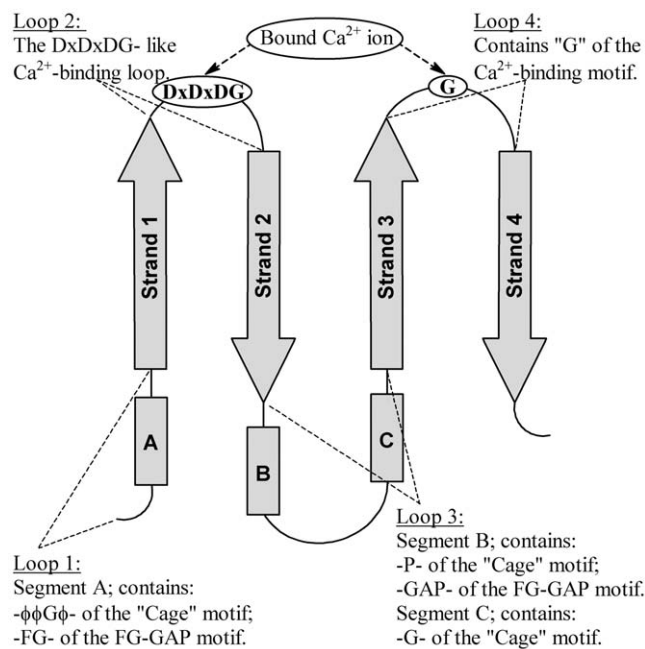 Loop 2:
The DxDxDG- like
Ca²⁺-binding loop.
Bound Ca²⁺ ion
Loop 4:
Contains "G" of the
Ca²⁺-binding motif.
DxDxDG
G
Strand 1
Strand 2
Strand 3
Strand 4
A
B
C
Loop 1:
Segment A; contains:
-ϕϕGϕ- of the "Cage" motif;
-FG- of the FG-GAP motif.
Loop 3:
Segment B; contains:
-P- of the "Cage" motif;
-GAP- of the FG-GAP motif.
Segment C; contains:
-G- of the "Cage" motif.